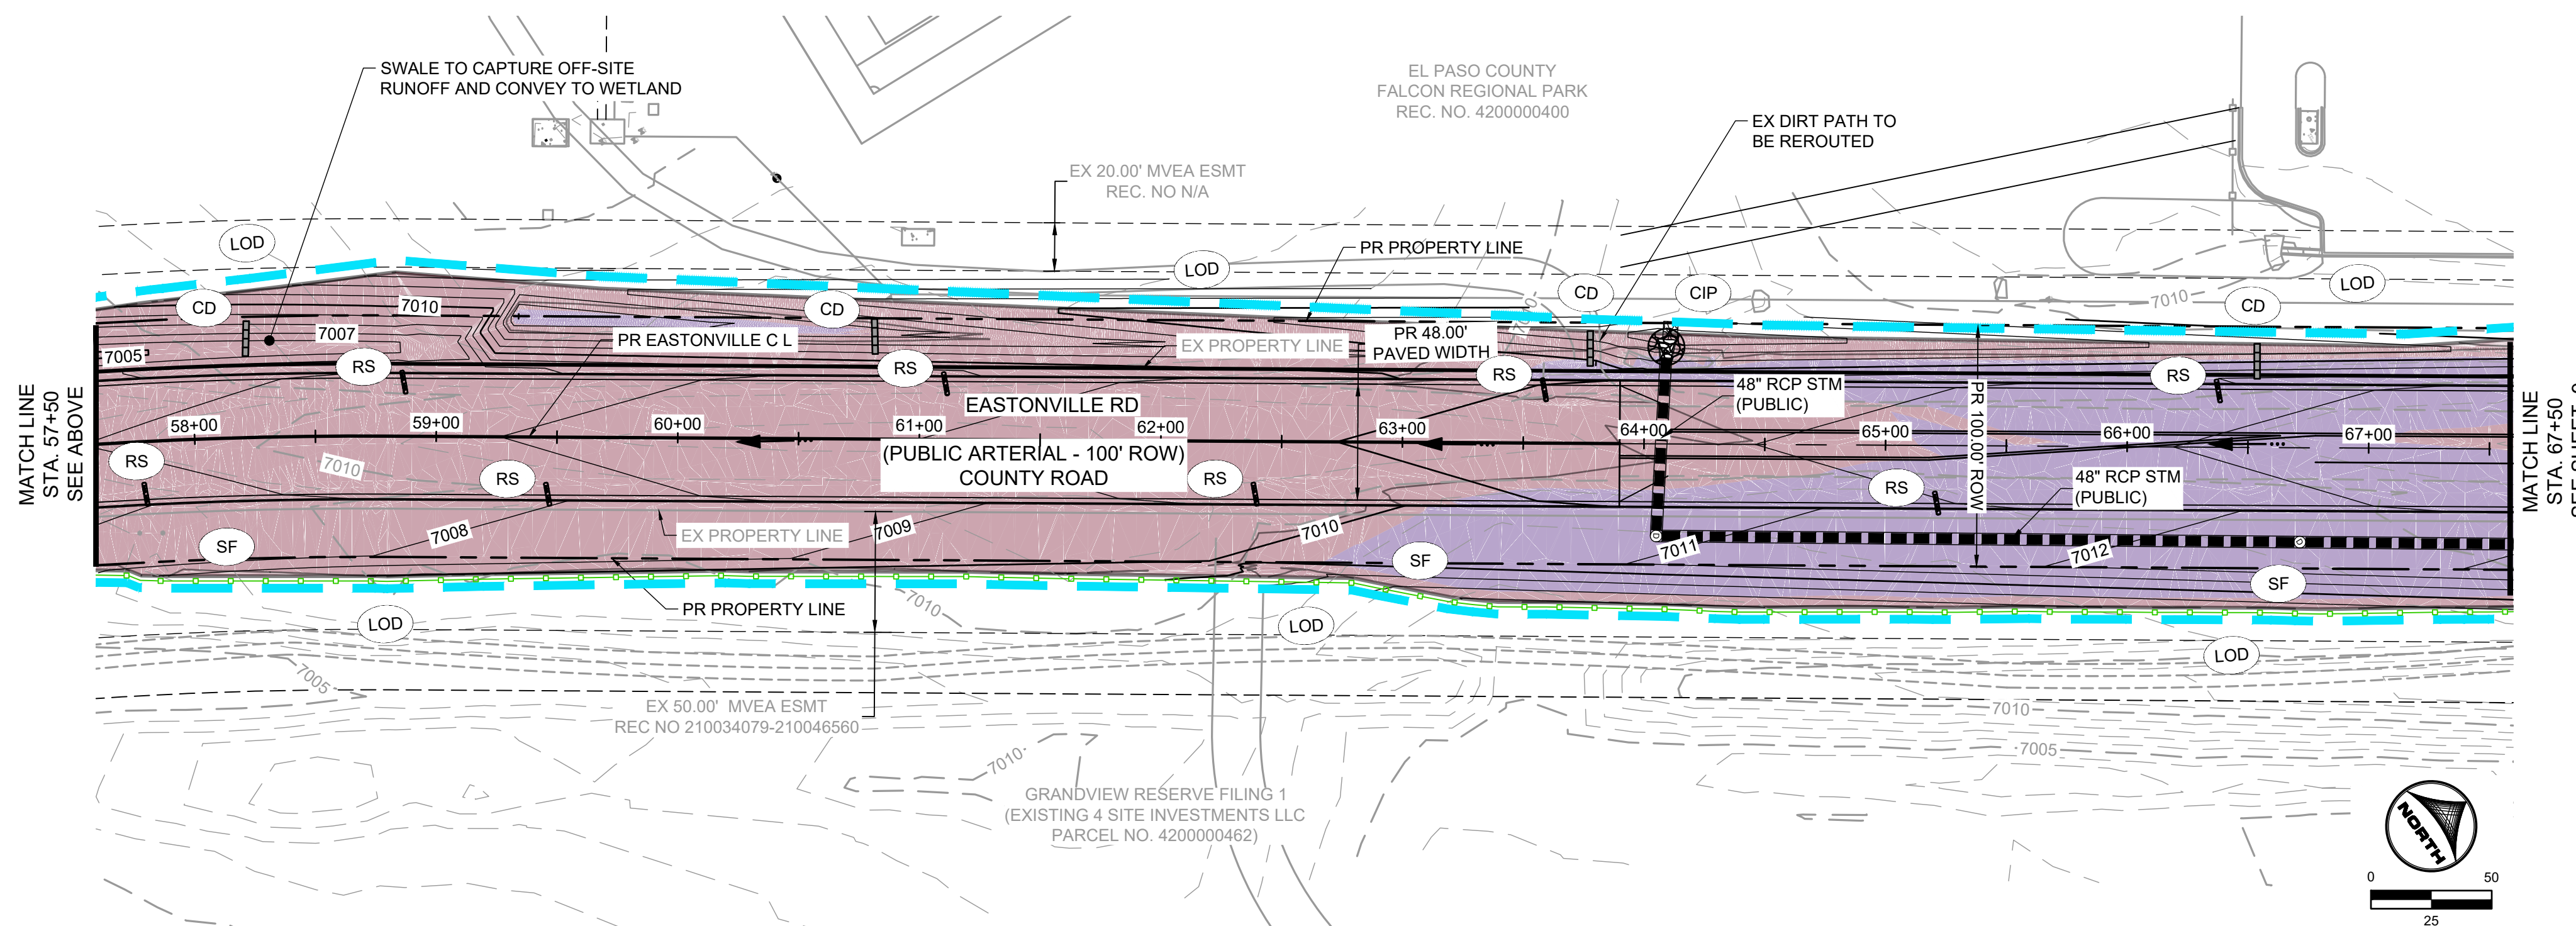 SWALE TO CAPTURE OFF-SITE
RUNOFF AND CONVEY TO WETLAND
EL PASO COUNTY
FALCON REGIONAL PARK
REC. NO. 4200000400
EX DIRT PATH TO
BE REROUTED
EX 20.00' MVEA ESMT
REC. NO N/A
PR PROPERTY LINE
LOD
LOD
LOD
CD
CD
CD
CIP
CD
7010
7010
7007
7005
PR EASTONVILLE C L
EX PROPERTY LINE
PR 48.00'
PAVED WIDTH
RS
RS
RS
RS
48" RCP STM
(PUBLIC)
PR 100.00' ROW
MATCH LINE
STA. 57+50
SEE ABOVE
58+00
59+00
60+00
61+00
62+00
63+00
64+00
65+00
66+00
67+00
EASTONVILLE RD
(PUBLIC ARTERIAL - 100' ROW)
COUNTY ROAD
MATCH LINE
STA. 67+50
RS
RS
RS
RS
7010
48" RCP STM
(PUBLIC)
7008
7009
7010
7011
7012
EX PROPERTY LINE
SF
SF
SF
PR PROPERTY LINE
7010
LOD
LOD
LOD
7005
EX 50.00' MVEA ESMT
REC NO 210034079-210046560
7010
7005
7010
GRANDVIEW RESERVE FILING 1
(EXISTING 4 SITE INVESTMENTS LLC
PARCEL NO. 4200000462)
NORTH
0
50
25